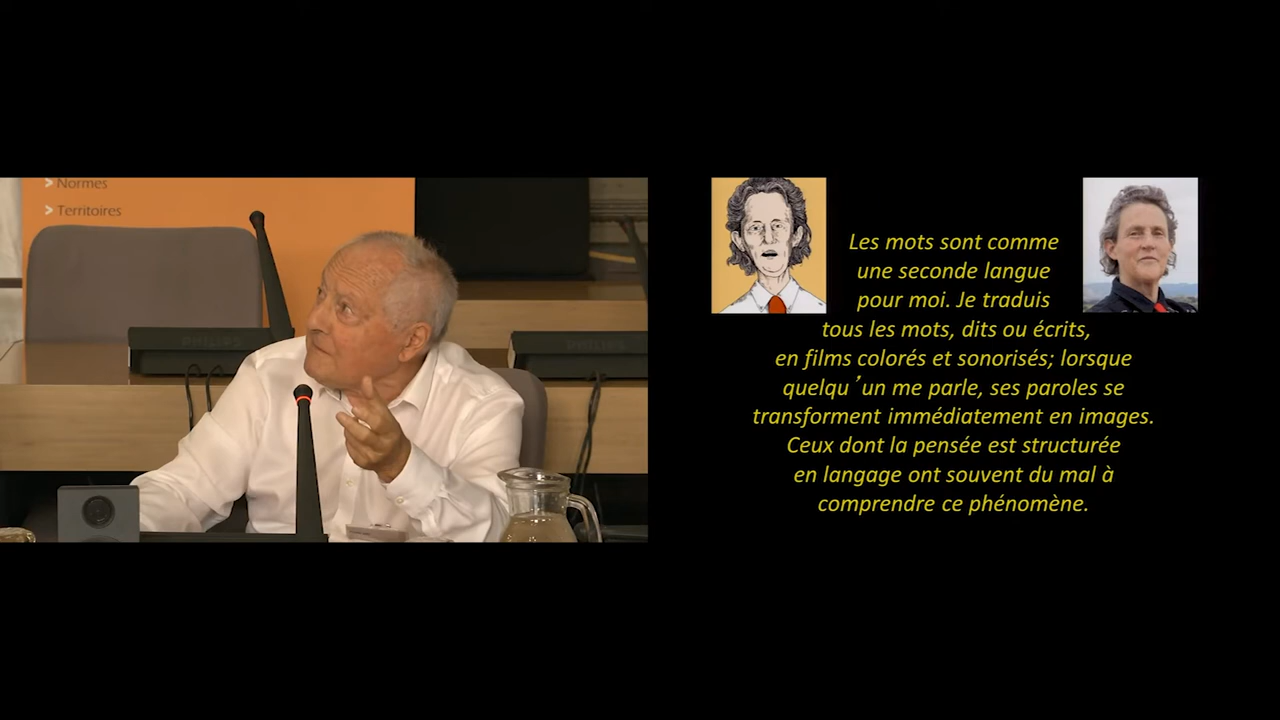 > Normes
> Territoires
PHILIPS
PHILIPS
Les mots sont comme
une seconde langue
pour moi. Je traduis
tous les mots, dits ou écrits,
en films colorés et sonorisés; lorsque
quelqu’un me parle, ses paroles se
transforment immédiatement en images.
Ceux dont la pensée est structurée
en langage ont souvent du mal à
comprendre ce phénomène.